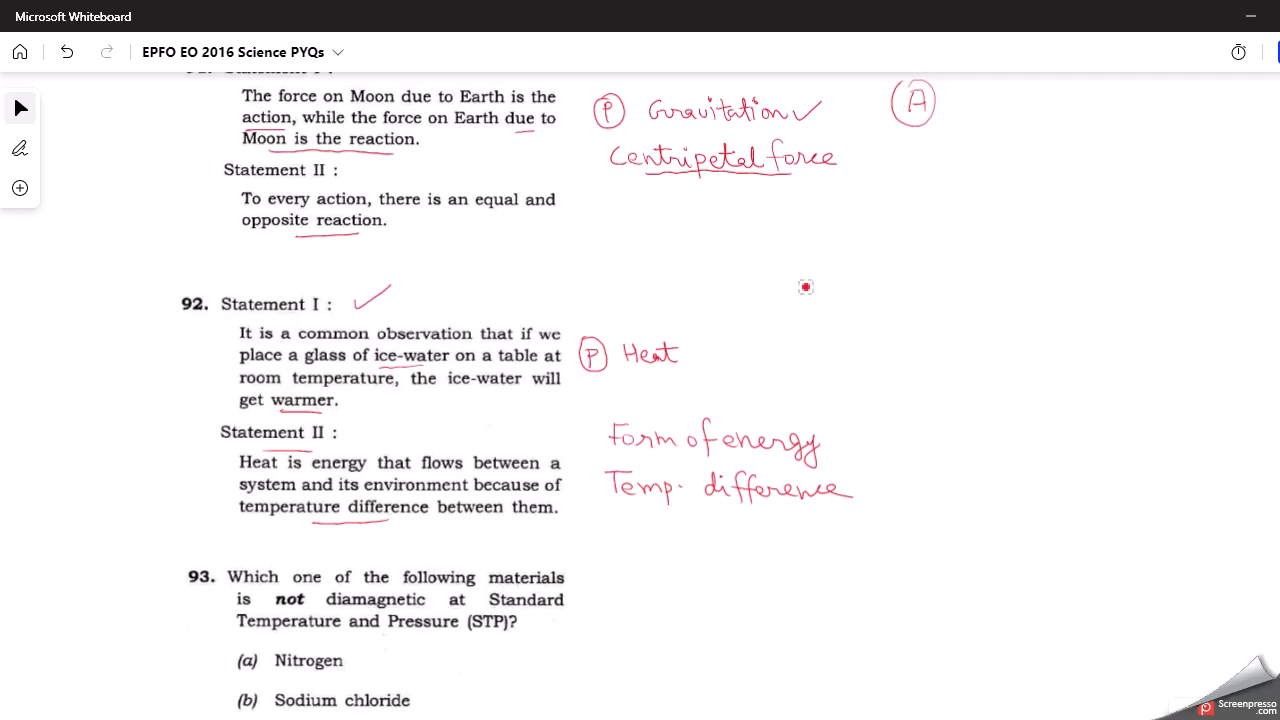 Microsoft Whiteboard
EPFO EO 2016 Science PYQs
The force on Moon due to Earth is the
action, while the force on Earth due to
Moon is the reaction.
Statement II :
To every action, there is an equal and
opposite reaction.
P Gravitation ✓
Centripetal force
A
92. Statement I : ✓
It is a common observation that if we
place a glass of ice-water on a table at
room temperature, the ice-water will
get warmer.
P Heat
Statement II :
Heat is energy that flows between a
system and its environment because of
temperature difference between them.
Form of energy
Temp. difference
93. Which one of the following materials
is not diamagnetic at Standard
Temperature and Pressure (STP)?
(a) Nitrogen
(b) Sodium chloride
Screenpresso
.com